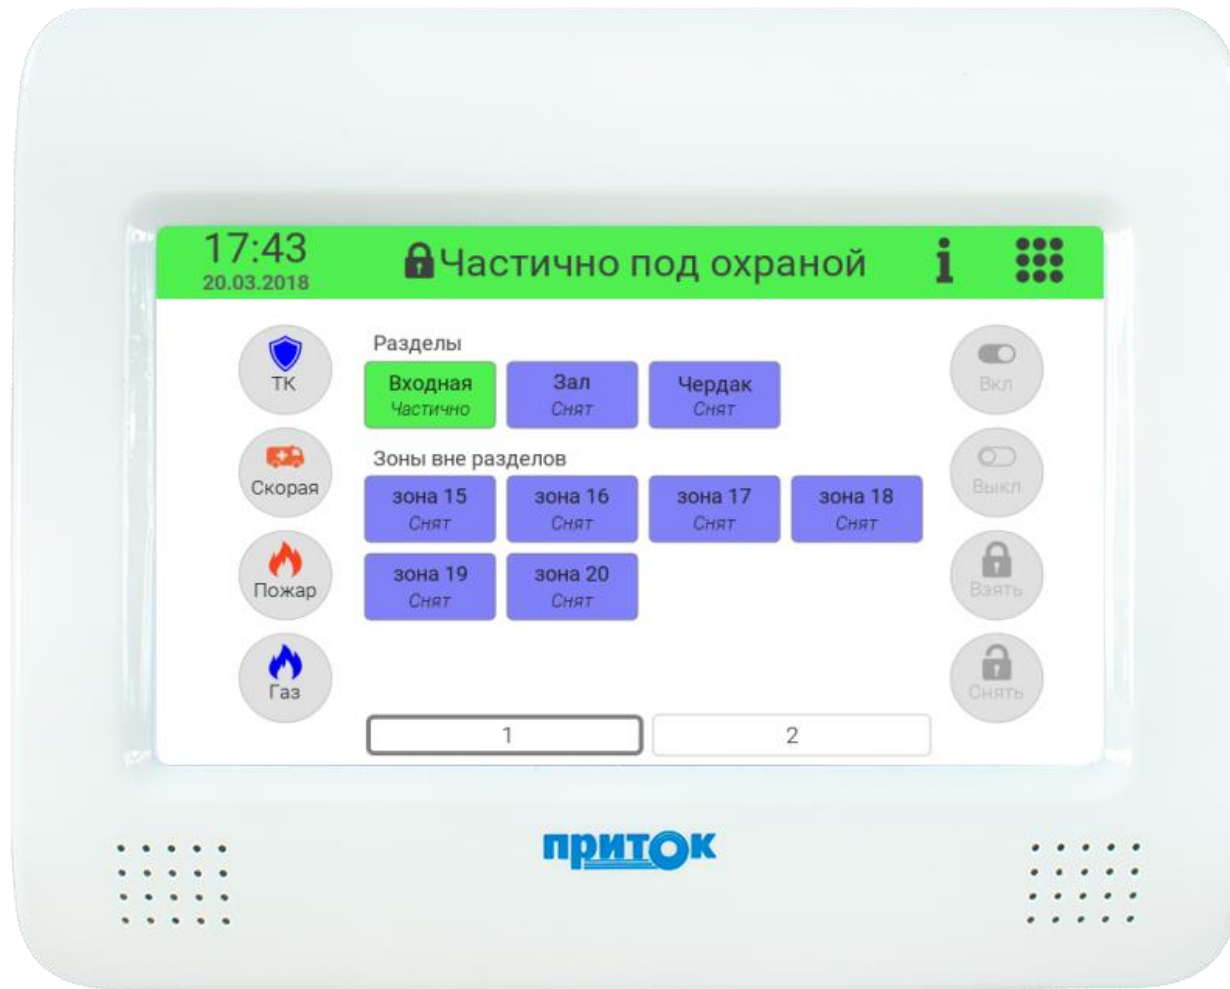 17:43
20.03.2018
Частично под охраной
i
ТК
Скорая
Пожар
Газ
Разделы
Входная
Частично
Зал
Снят
Чердак
Снят
Зоны вне разделов
зона 15
Снят
зона 16
Снят
зона 17
Снят
зона 18
Снят
зона 19
Снят
зона 20
Снят
1
2
Вкл
Выкл
Взять
Снять
приток